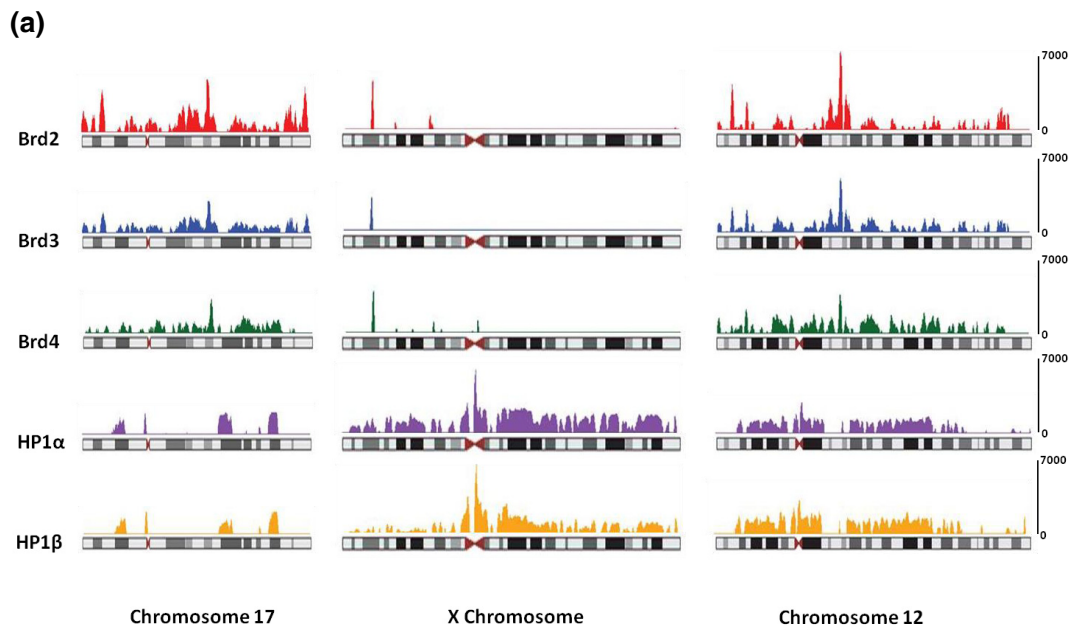 (a)
7000
Brd2
0
7000
Brd3
0
7000
Brd4
0
7000
HP1α
0
7000
HP1β
0
Chromosome 17
X Chromosome
Chromosome 12